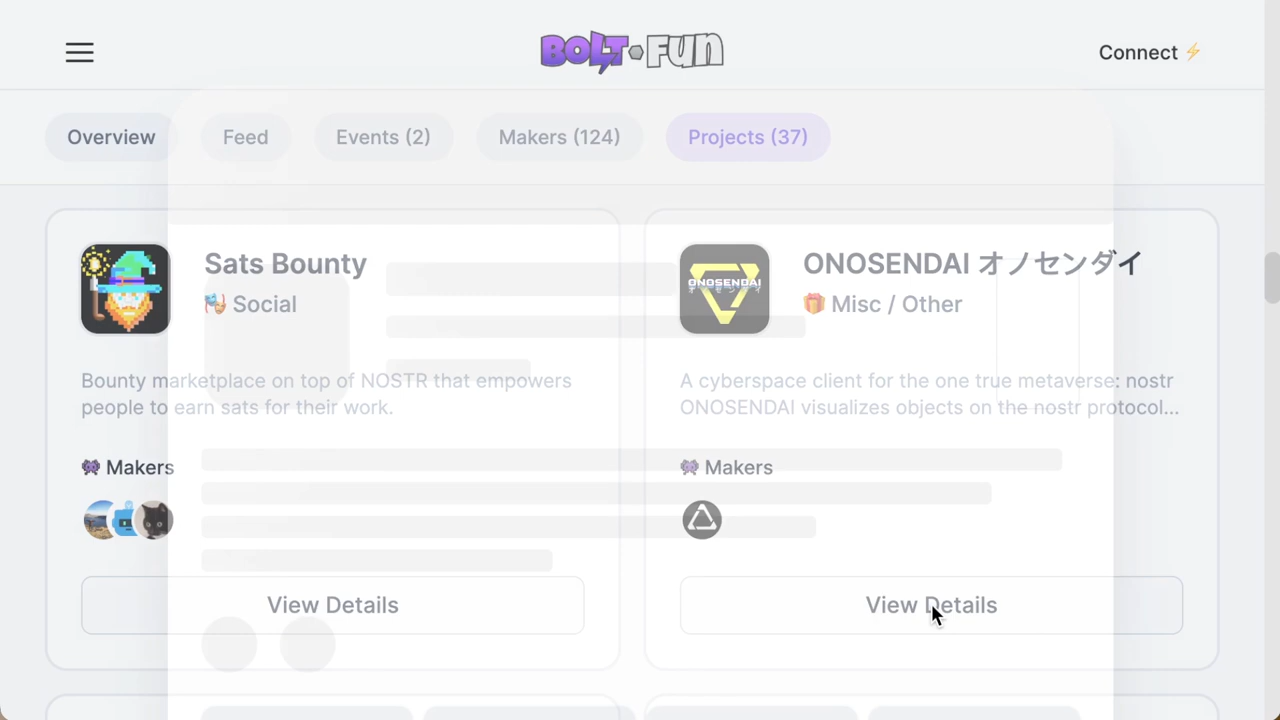 BOLT FUN
Connect ⚡
Overview
Feed
Events (2)
Makers (124)
Projects (37)
Sats Bounty
Social
Bounty marketplace on top of NOSTR that empowers
people to earn sats for their work.
Makers
View Details
ONOSENDAI
ONOSENDAI オノセンダイ
Misc / Other
A cyberspace client for the one true metaverse: nostr
ONOSENDAI visualizes objects on the nostr protocol...
Makers
View Details